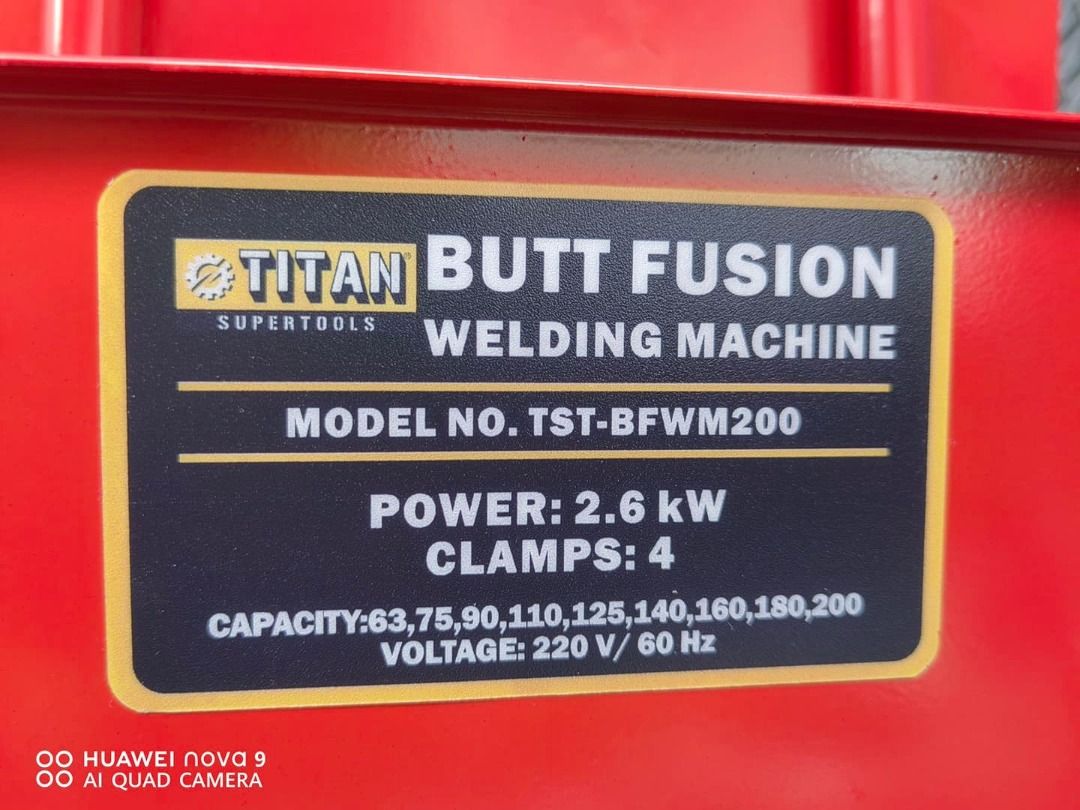 TITAN®
SUPERTOOLS
BUTT FUSION
WELDING MACHINE
MODEL NO. TST-BFWM200
POWER: 2.6 kW
CLAMPS: 4
CAPACITY:63,75,90,110,125,140,160,180,200
VOLTAGE: 220 V/ 60 Hz
HUAWEI nova 9
AI QUAD CAMERA